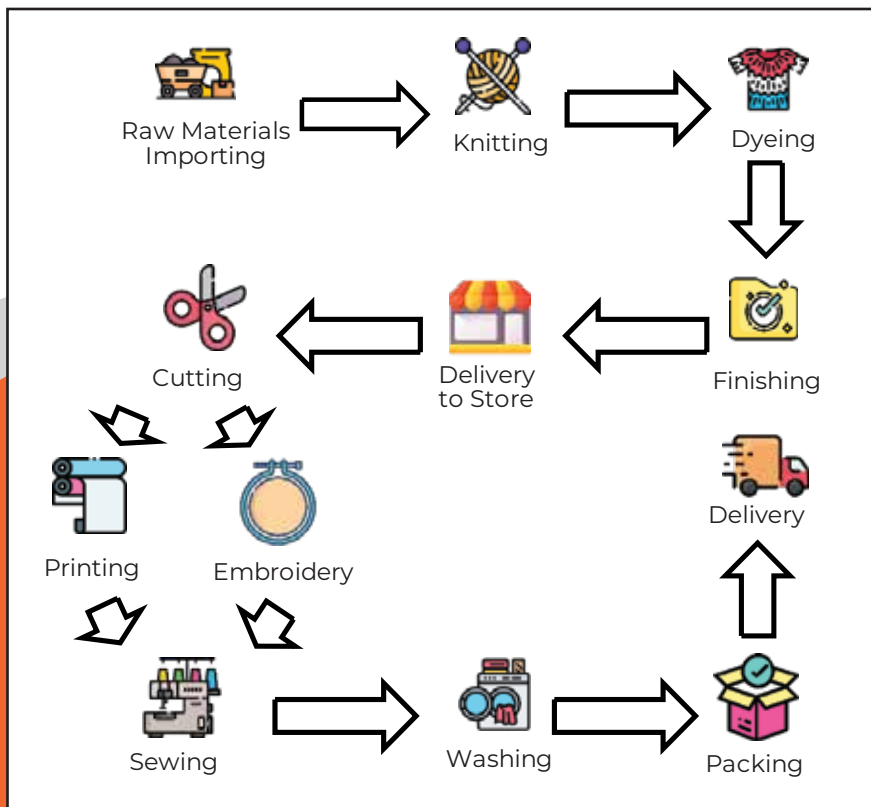 Raw Materials
Importing
Knitting
Dyeing
Finishing
Delivery
to Store
Cutting
Printing
Embroidery
Sewing
Washing
Packing
Delivery